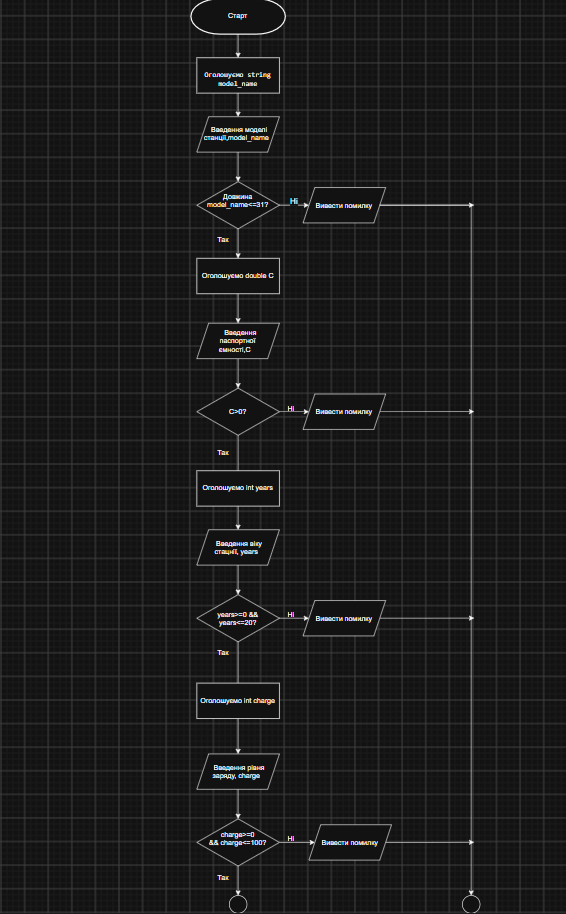 Старт
Оголошуємо string
model_name
Введення моделі
станції,model_name
Довжина
model_name<=31?
Ні
Вивести помилку
Так
Оголошуємо double C
Введення
паспортної
ємності,C
C>0?
Ні
Вивести помилку
Так
Оголошуємо int years
Введення віку
стацнії, years
years>=0 &&
years<=20?
Ні
Вивести помилку
Так
Оголошуємо int charge
Введення рівня
заряду, charge
charge>=0
&& charge<=100?
Ні
Вивести помилку
Так